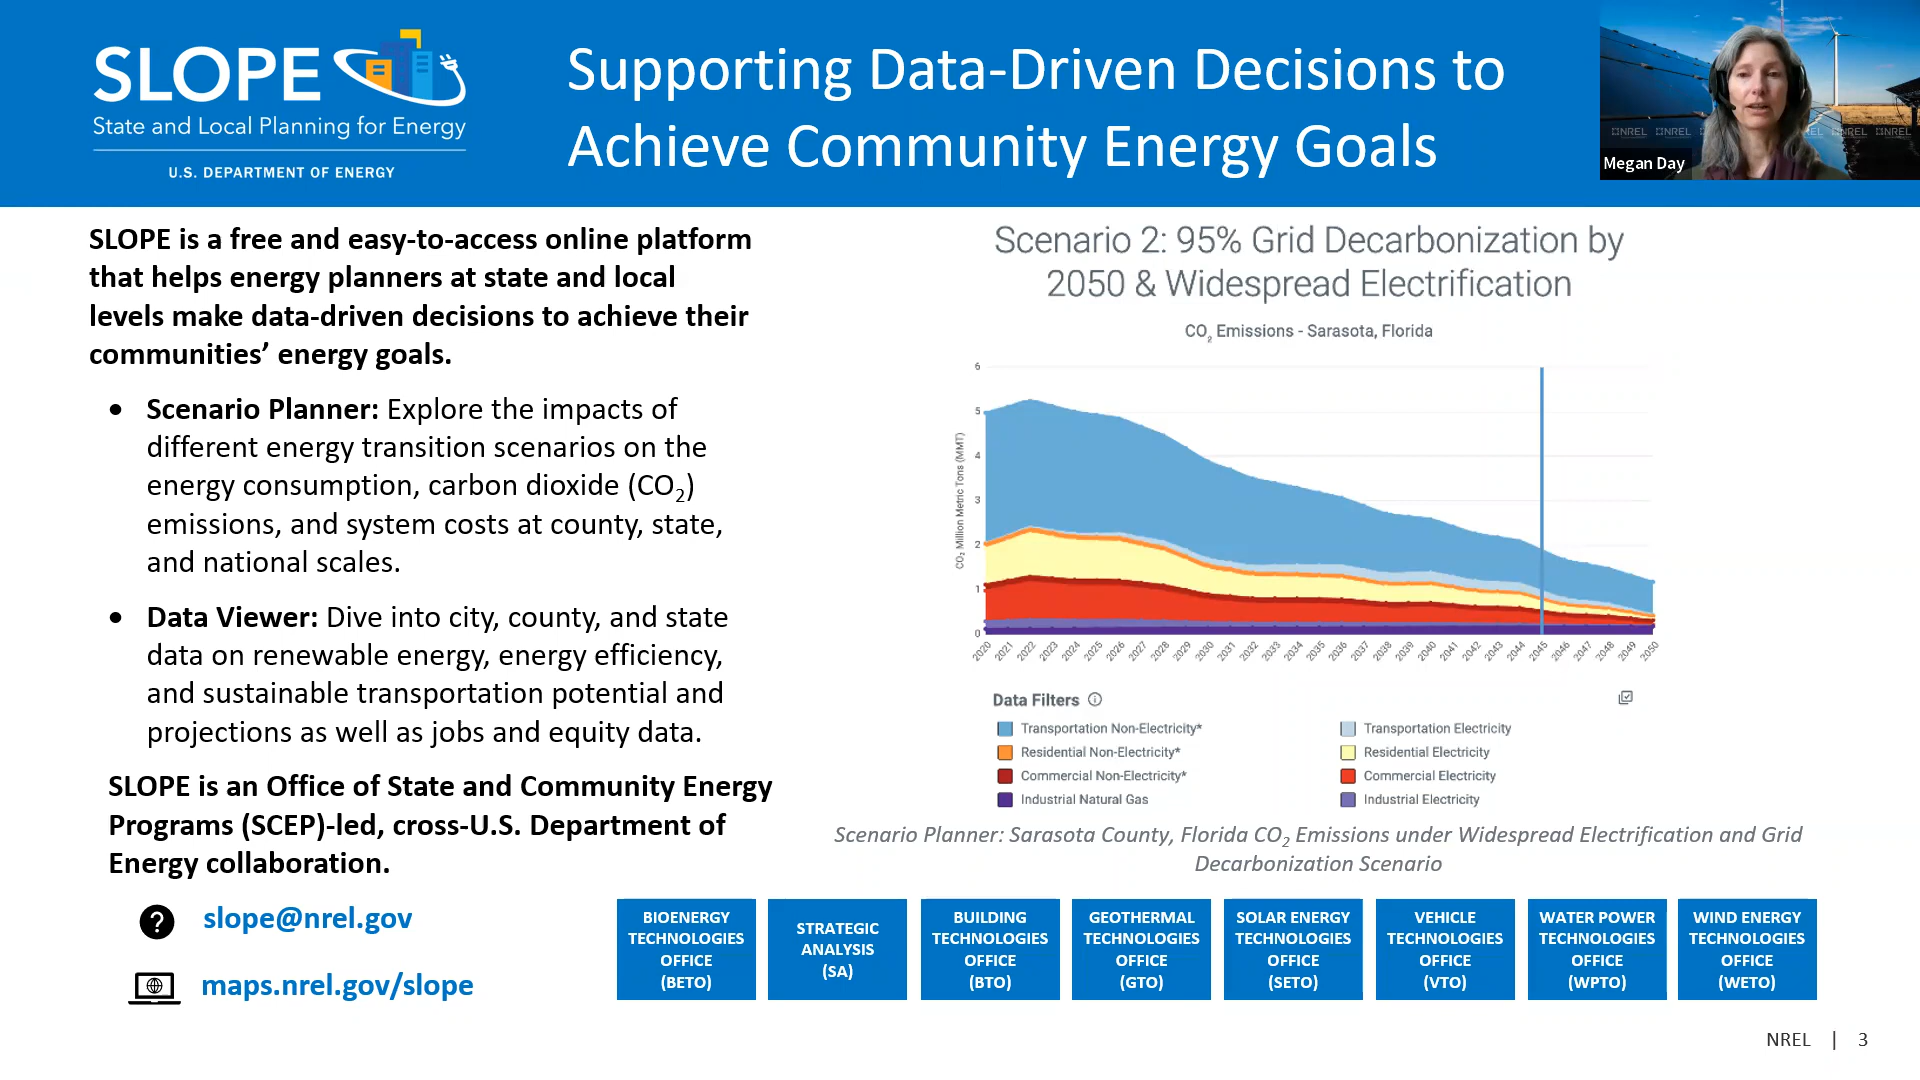 SLOPE
State and Local Planning for Energy
U.S. DEPARTMENT OF ENERGY
Supporting Data-Driven Decisions to
Achieve Community Energy Goals
NREL NREL EL NREL NREL
Megan Day
SLOPE is a free and easy-to-access online platform
that helps energy planners at state and local
levels make data-driven decisions to achieve their
communities’ energy goals.
• Scenario Planner: Explore the impacts of
different energy transition scenarios on the
energy consumption, carbon dioxide (CO₂)
emissions, and system costs at county, state,
and national scales.
• Data Viewer: Dive into city, county, and state
data on renewable energy, energy efficiency,
and sustainable transportation potential and
projections as well as jobs and equity data.
SLOPE is an Office of State and Community Energy
Programs (SCEP)-led, cross-U.S. Department of
Energy collaboration.
? slope@nrel.gov
maps.nrel.gov/slope
Scenario 2: 95% Grid Decarbonization by
2050 & Widespread Electrification
CO₂ Emissions - Sarasota, Florida
CO₂ Million Metric Tons (MMT)
6
5
4
3
2
1
0
2020 2021 2022 2023 2024 2025 2026 2027 2028 2029 2030 2031 2032 2033 2034 2035 2036 2037 2038 2039 2040 2041 2042 2043 2044 2045 2046 2047 2048 2049 2050
Data Filters
Transportation Non-Electricity* Transportation Electricity
Residential Non-Electricity* Residential Electricity
Commercial Non-Electricity* Commercial Electricity
Industrial Natural Gas Industrial Electricity
Scenario Planner: Sarasota County, Florida CO₂ Emissions under Widespread Electrification and Grid
Decarbonization Scenario
BIOENERGY
TECHNOLOGIES
OFFICE
(BETO)
STRATEGIC
ANALYSIS
(SA)
BUILDING
TECHNOLOGIES
OFFICE
(BTO)
GEOTHERMAL
TECHNOLOGIES
OFFICE
(GTO)
SOLAR ENERGY
TECHNOLOGIES
OFFICE
(SETO)
VEHICLE
TECHNOLOGIES
OFFICE
(VTO)
WATER POWER
TECHNOLOGIES
OFFICE
(WPTO)
WIND ENERGY
TECHNOLOGIES
OFFICE
(WETO)
NREL | 3